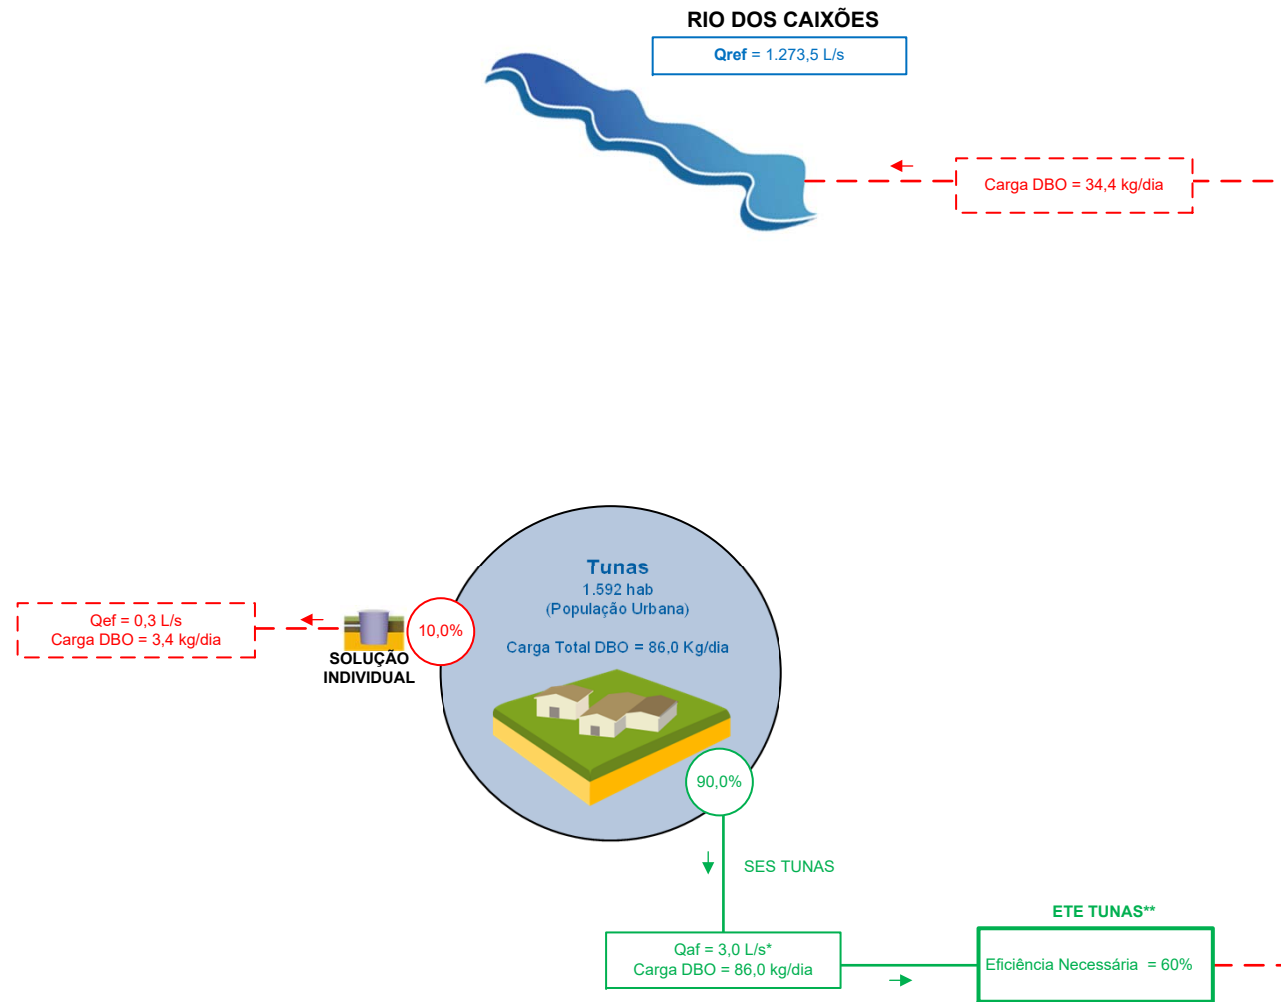 RIO DOS CAIXÕES
Qref = 1.273,5 L/s
Carga DBO = 34,4 kg/dia
Tunas
1.592 hab
(População Urbana)
Carga Total DBO = 86,0 Kg/dia
10,0%
Qef = 0,3 L/s
Carga DBO = 3,4 kg/dia
SOLUÇÃO
INDIVIDUAL
90,0%
SES TUNAS
Qaf = 3,0 L/s*
Carga DBO = 86,0 kg/dia
ETE TUNAS**
Eficiência Necessária = 60%